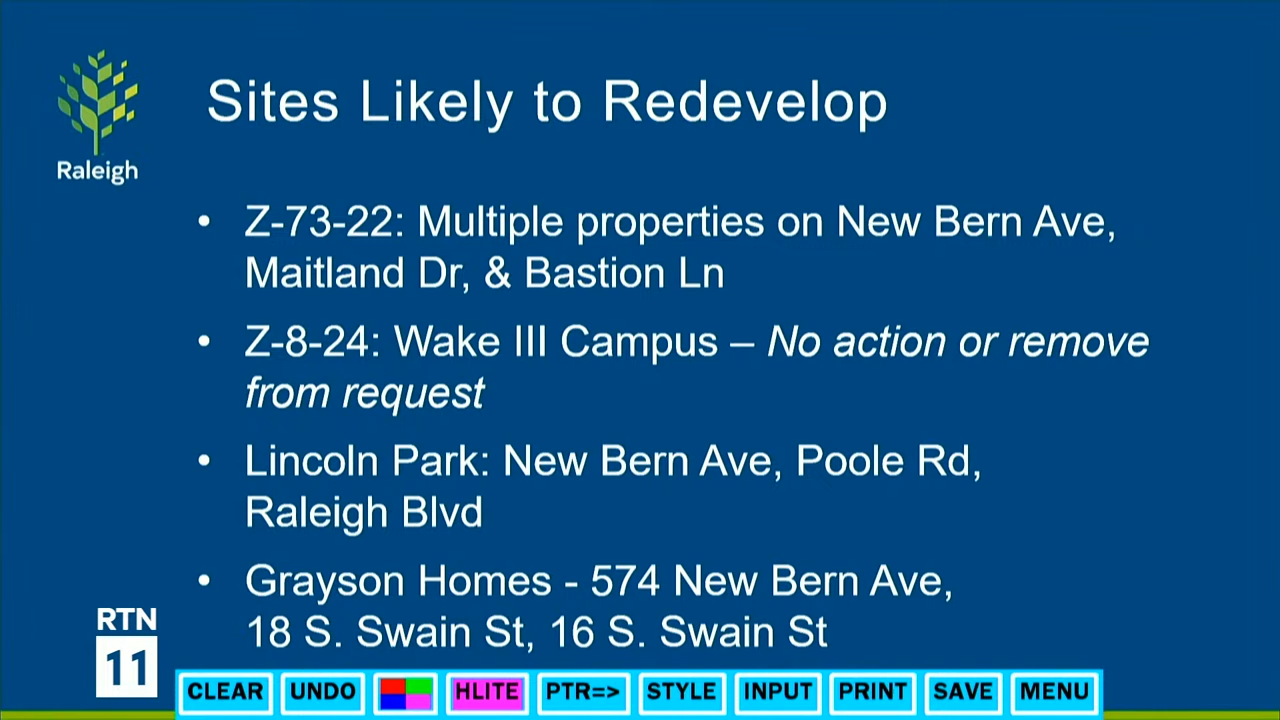 Sites Likely to Redevelop
Raleigh
• Z-73-22: Multiple properties on New Bern Ave,
Maitland Dr, & Bastion Ln
• Z-8-24: Wake III Campus – No action or remove
from request
• Lincoln Park: New Bern Ave, Poole Rd,
Raleigh Blvd
• Grayson Homes - 574 New Bern Ave,
18 S. Swain St, 16 S. Swain St
RTN
11
CLEAR UNDO HLITE PTR=> STYLE INPUT PRINT SAVE MENU